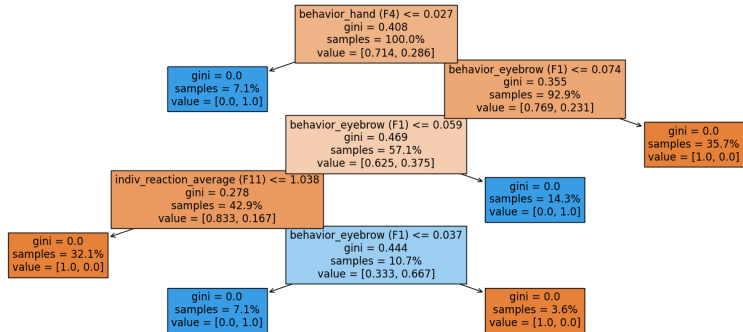 behavior_hand (F4) <= 0.027
gini = 0.408
samples = 100.0%
value = [0.714, 0.286]
gini = 0.0
samples = 7.1%
value = [0.0, 1.0]
behavior_eyebrow (F1) <= 0.074
gini = 0.355
samples = 92.9%
value = [0.769, 0.231]
behavior_eyebrow (F1) <= 0.059
gini = 0.469
samples = 57.1%
value = [0.625, 0.375]
gini = 0.0
samples = 35.7%
value = [1.0, 0.0]
indiv_reaction_average (F11) <= 1.038
gini = 0.278
samples = 42.9%
value = [0.833, 0.167]
gini = 0.0
samples = 14.3%
value = [0.0, 1.0]
gini = 0.0
samples = 32.1%
value = [1.0, 0.0]
behavior_eyebrow (F1) <= 0.037
gini = 0.444
samples = 10.7%
value = [0.333, 0.667]
gini = 0.0
samples = 7.1%
value = [0.0, 1.0]
gini = 0.0
samples = 3.6%
value = [1.0, 0.0]